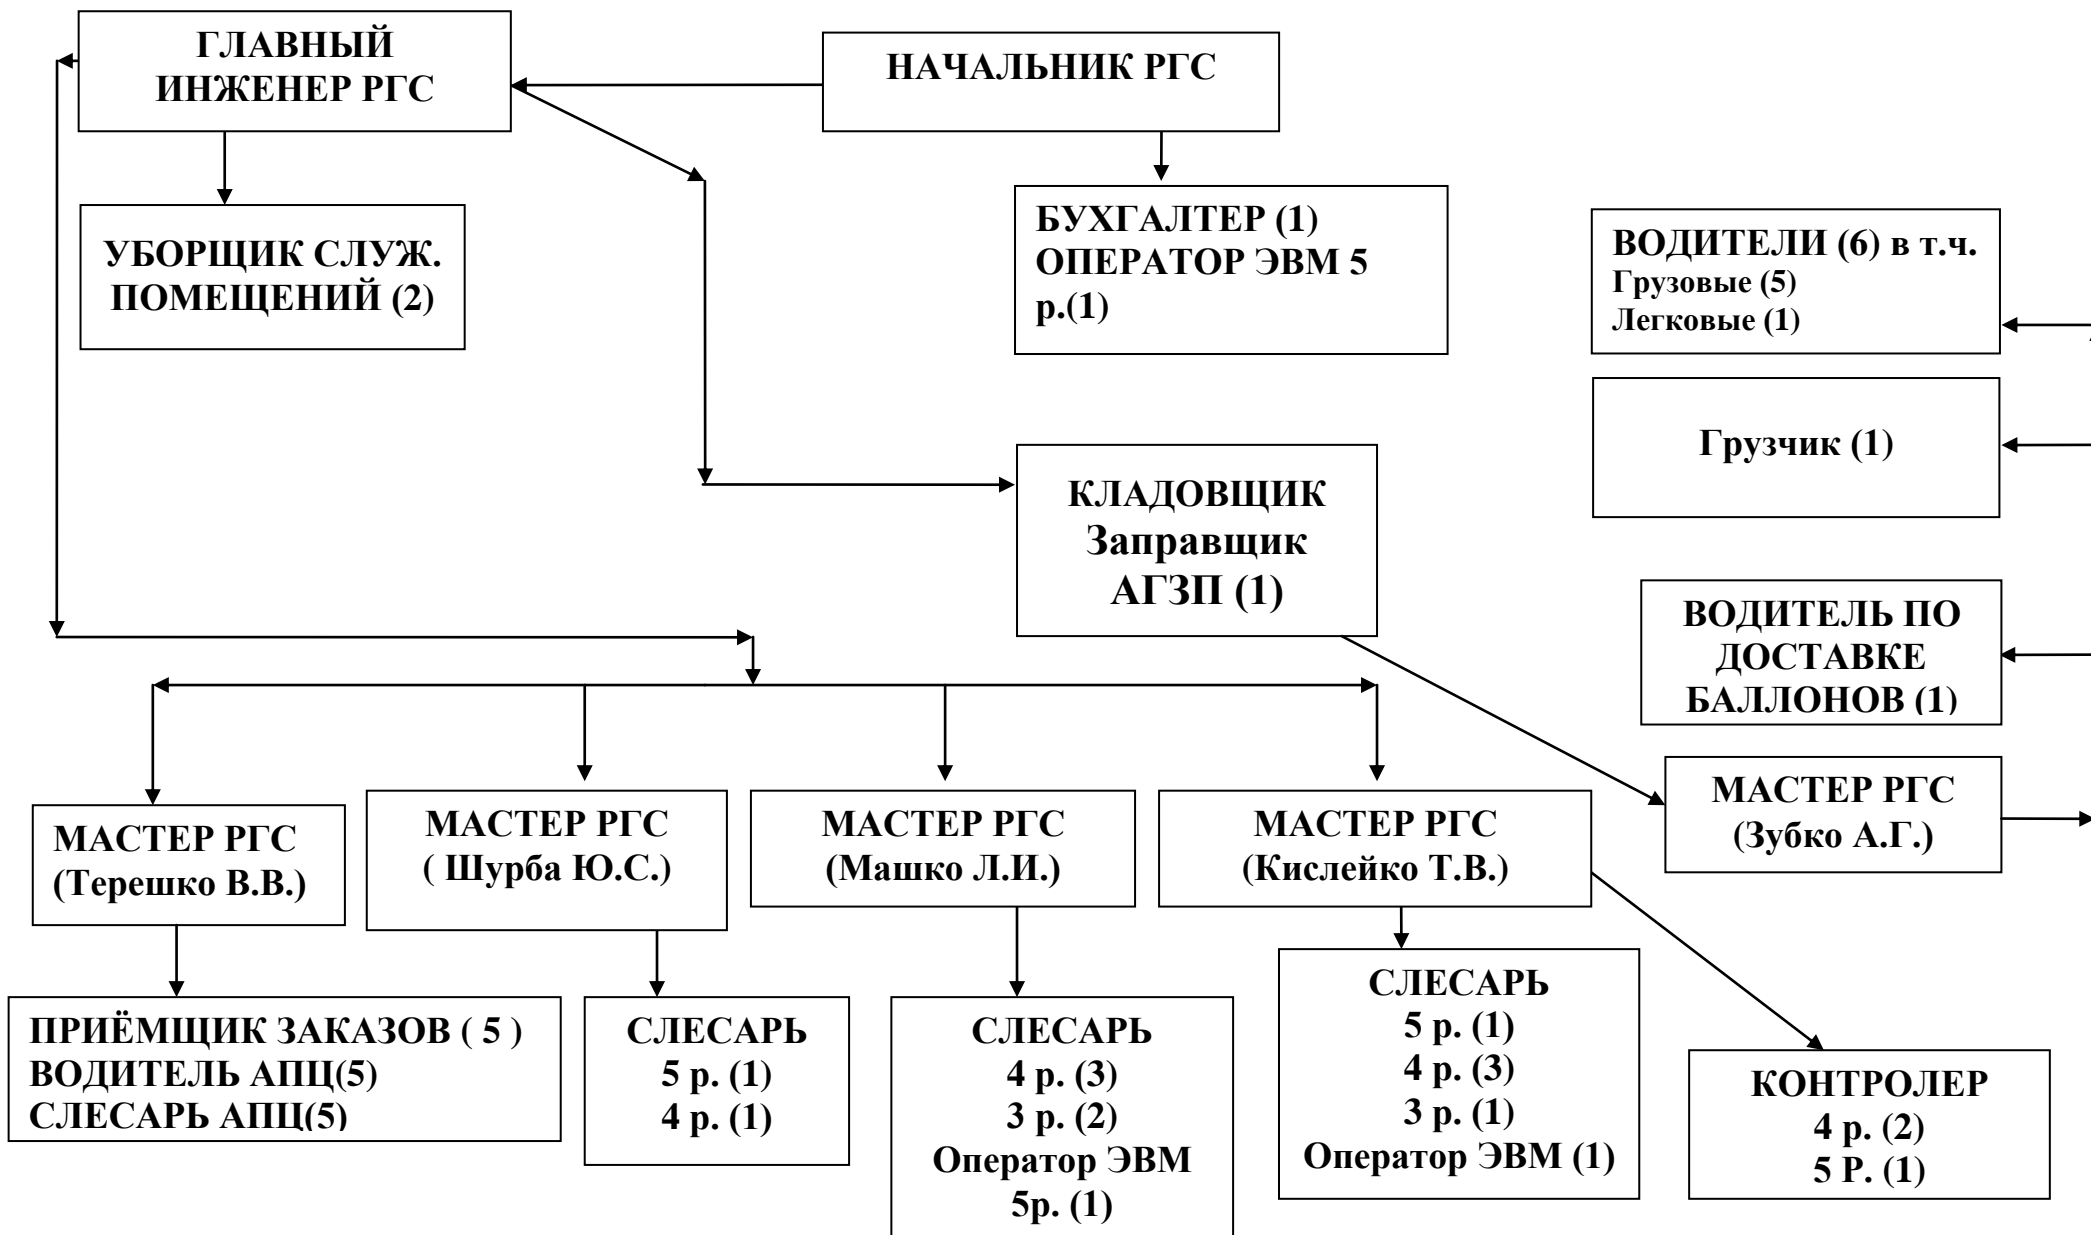 ГЛАВНЫЙ
ИНЖЕНЕР РГС
НАЧАЛЬНИК РГС
УБОРЩИК СЛУЖ.
ПОМЕЩЕНИЙ (2)
БУХГАЛТЕР (1)
ОПЕРАТОР ЭВМ 5
р.(1)
ВОДИТЕЛИ (6) в т.ч.
Грузовые (5)
Легковые (1)
Грузчик (1)
КЛАДОВЩИК
Заправщик
АГЗП (1)
ВОДИТЕЛЬ ПО
ДОСТАВКЕ
БАЛЛОНОВ (1)
МАСТЕР РГС
(Зубко А.Г.)
МАСТЕР РГС
(Терешко В.В.)
МАСТЕР РГС
( Шурба Ю.С.)
МАСТЕР РГС
(Машко Л.И.)
МАСТЕР РГС
(Кислейко Т.В.)
ПРИЁМЩИК ЗАКАЗОВ ( 5 )
ВОДИТЕЛЬ АПЦ(5)
СЛЕСАРЬ АПЦ(5)
СЛЕСАРЬ
5 р. (1)
4 р. (1)
СЛЕСАРЬ
4 р. (3)
3 р. (2)
Оператор ЭВМ
5р. (1)
СЛЕСАРЬ
5 р. (1)
4 р. (3)
3 р. (1)
Оператор ЭВМ (1)
КОНТРОЛЕР
4 р. (2)
5 Р. (1)